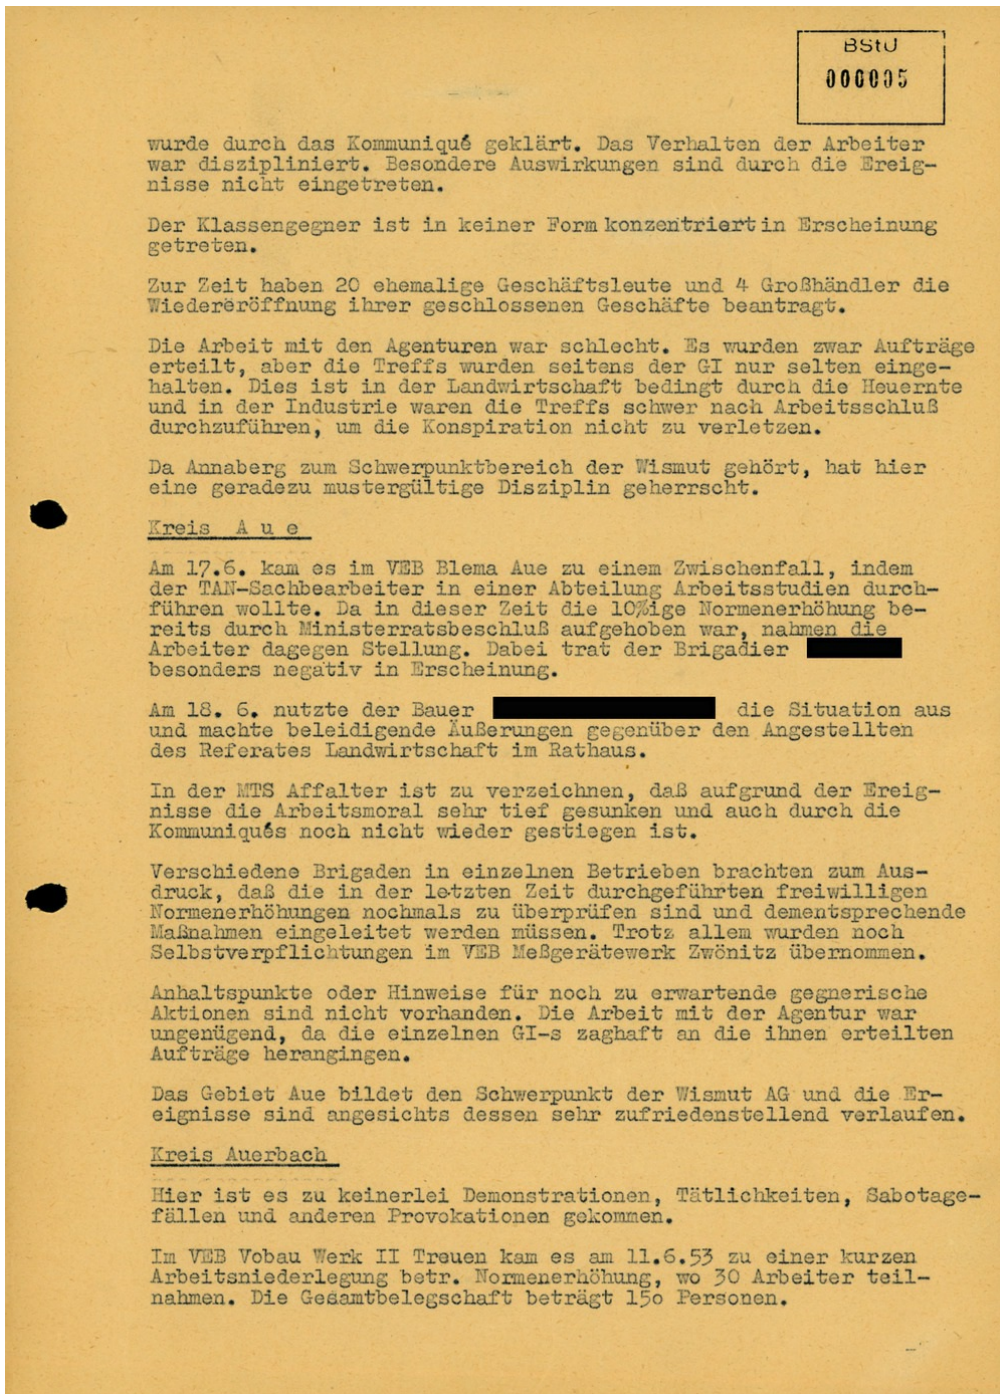 BStU
000005
wurde durch das Kommuniqué geklärt. Das Verhalten der Arbeiter
war diszipliniert. Besondere Auswirkungen sind durch die Ereig-
nisse nicht eingetreten.
Der Klassengegner ist in keiner Form konzentriert in Erscheinung
getreten.
Zur Zeit haben 20 ehemalige Geschäftsleute und 4 Großhändler die
Wiedereröffnung ihrer geschlossenen Geschäfte beantragt.
Die Arbeit mit den Agenturen war schlecht. Es wurden zwar Aufträge
erteilt, aber die Treffs wurden seitens der GI nur selten einge-
halten. Dies ist in der Landwirtschaft bedingt durch die Heuernte
und in der Industrie waren die Treffs schwer nach Arbeitsschluß
durchzuführen, um die Konspiration nicht zu verletzen.
Da Annaberg zum Schwerpunktbereich der Wismut gehört, hat hier
eine geradezu mustergültige Disziplin geherrscht.
Kreis A u e
Am 17.6. kam es im VEB Blema Aue zu einem Zwischenfall, indem
der TAN-Sachbearbeiter in einer Abteilung Arbeitsstudien durch-
führen wollte. Da in dieser Zeit die 10%ige Normenerhöhung be-
reits durch Ministerratsbeschluß aufgehoben war, nahmen die
Arbeiter dagegen Stellung. Dabei trat der Brigadier
besonders negativ in Erscheinung.
Am 18. 6. nutzte der Bauer die Situation aus
und machte beleidigende Äußerungen gegenüber den Angestellten
des Referates Landwirtschaft im Rathaus.
In der MTS Affalter ist zu verzeichnen, daß aufgrund der Ereig-
nisse die Arbeitsmoral sehr tief gesunken und auch durch die
Kommuniqués noch nicht wieder gestiegen ist.
Verschiedene Brigaden in einzelnen Betrieben brachten zum Aus-
druck, daß die in der letzten Zeit durchgeführten freiwilligen
Normenerhöhungen nochmals zu überprüfen sind und dementsprechende
Maßnahmen eingeleitet werden müssen. Trotz allem wurden noch
Selbstverpflichtungen im VEB Meßgerätewerk Zwönitz übernommen.
Anhaltspunkte oder Hinweise für noch zu erwartende gegnerische
Aktionen sind nicht vorhanden. Die Arbeit mit der Agentur war
ungenügend, da die einzelnen GI-s zaghaft an die ihnen erteilten
Aufträge herangingen.
Das Gebiet Aue bildet den Schwerpunkt der Wismut AG und die Er-
eignisse sind angesichts dessen sehr zufriedenstellend verlaufen.
Kreis Auerbach
Hier ist es zu keinerlei Demonstrationen, Tätlichkeiten, Sabotage-
fällen und anderen Provokationen gekommen.
Im VEB Vobau Werk II Treuen kam es am 11.6.53 zu einer kurzen
Arbeitsniederlegung betr. Normenerhöhung, wo 30 Arbeiter teil-
nahmen. Die Gesamtbelegschaft beträgt 15o Personen.